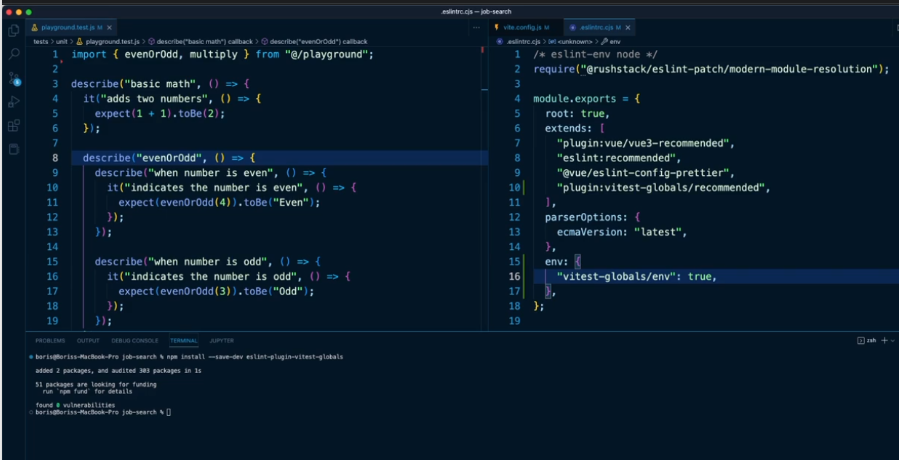 .eslintrc.cjs — job-search
playground.test.js M
tests > unit > playground.test.js > describe("basic math") callback > describe("evenOrOdd") callback
1 import { evenOrOdd, multiply } from "@/playground";
2
3 describe("basic math", () => {
4 it("adds two numbers", () => {
5 expect(1 + 1).toBe(2);
6 });
7
8 describe("evenOrOdd", () => {
9 describe("when number is even", () => {
10 it("indicates the number is even", () => {
11 expect(evenOrOdd(4)).toBe("Even");
12 });
13 });
14
15 describe("when number is odd", () => {
16 it("indicates the number is odd", () => {
17 expect(evenOrOdd(3)).toBe("Odd");
18 });
19 });
vite.config.js M
.eslintrc.cjs M
.eslintrc.cjs > <unknown> > env
1 /* eslint-env node */
2 require("@rushstack/eslint-patch/modern-module-resolution");
3
4 module.exports = {
5 root: true,
6 extends: [
7 "plugin:vue/vue3-recommended",
8 "eslint:recommended",
9 "@vue/eslint-config-prettier",
10 "plugin:vitest-globals/recommended",
11 ],
12 parserOptions: {
13 ecmaVersion: "latest",
14 },
15 env: {
16 "vitest-globals/env": true,
17 },
18 };
19
PROBLEMS OUTPUT DEBUG CONSOLE TERMINAL JUPYTER
zsh
boris@Boriss-MacBook-Pro job-search % npm install --save-dev eslint-plugin-vitest-globals
added 2 packages, and audited 303 packages in 1s
51 packages are looking for funding
run `npm fund` for details
found 0 vulnerabilities
boris@Boriss-MacBook-Pro job-search %